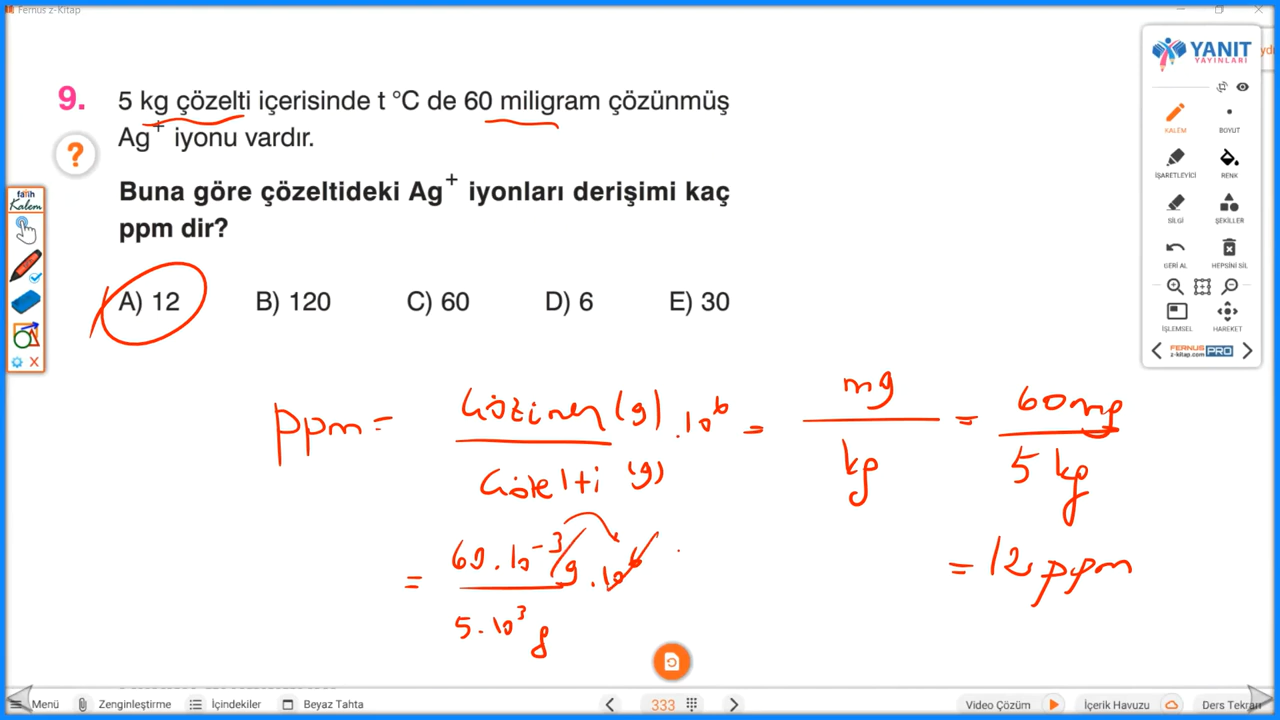 Fernus z-Kitap
YANIT
YAYINLARI
9. 5 kg çözelti içerisinde t °C de 60 miligram çözünmüş
Ag+ iyonu vardır.
?
Buna göre çözeltideki Ag+ iyonları derişimi kaç
ppm dir?
A) 12 B) 120 C) 60 D) 6 E) 30
fatih
Kalem
KALEM BOYUT
İŞARETLEYİCİ RENK
SİLGİ ŞEKİLLER
GERİ AL HEPSİNİ SİL
İŞLEMSEL HAREKET
FERNUS
z-kitap.com PRO
ppm = çözünen (g) / çözelti (g) . 10^6 = mg / kg = 60 mg / 5 kg
= 60 . 10^-3 g . 10^6 / 5 . 10^3 g
= 12 ppm
Menü Zenginleştirme İçindekiler Beyaz Tahta 333 Video Çözüm İçerik Havuzu Ders Tekrarı